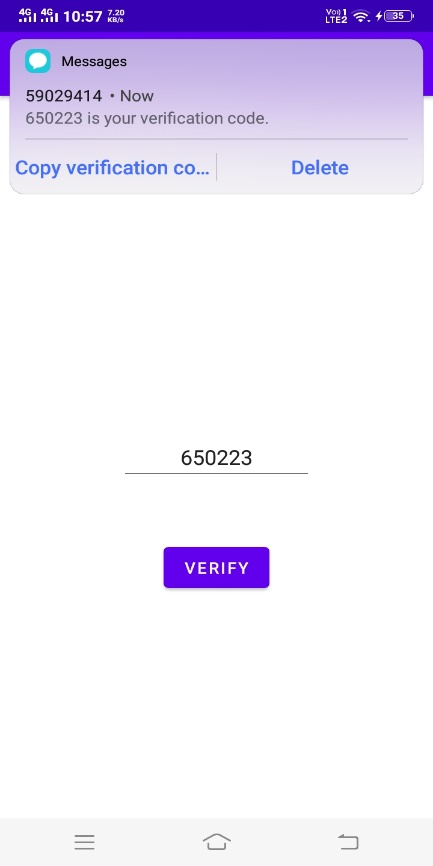 4G 4G 10:57 7.20 KB/s Vo) 1 LTE2 35
Messages
59029414 • Now
650223 is your verification code.
Copy verification co... Delete
650223
VERIFY